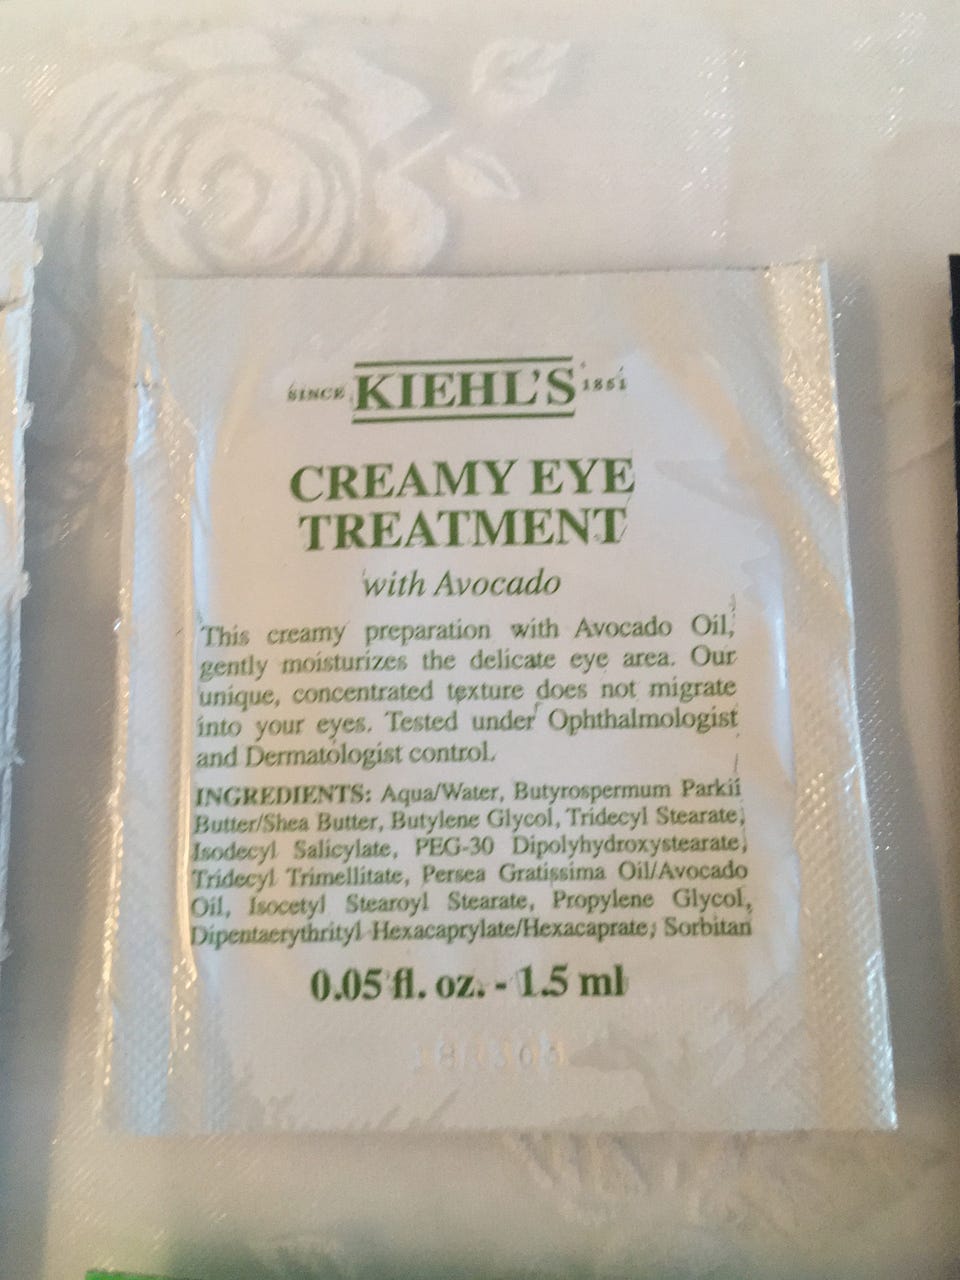 SINCE KIEHL'S 1851
CREAMY EYE
TREATMENT
with Avocado
This creamy preparation with Avocado Oil,
gently moisturizes the delicate eye area. Our
unique, concentrated texture does not migrate
into your eyes. Tested under Ophthalmologist
and Dermatologist control.
INGREDIENTS: Aqua/Water, Butyrospermum Parkii
Butter/Shea Butter, Butylene Glycol, Tridecyl Stearate,
Isodecyl Salicylate, PEG-30 Dipolyhydroxystearate,
Tridecyl Trimellitate, Persea Gratissima Oil/Avocado
Oil, Isocetyl Stearoyl Stearate, Propylene Glycol,
Dipentaerythrityl Hexacaprylate/Hexacaprate, Sorbitan
0.05 fl. oz. - 1.5 ml